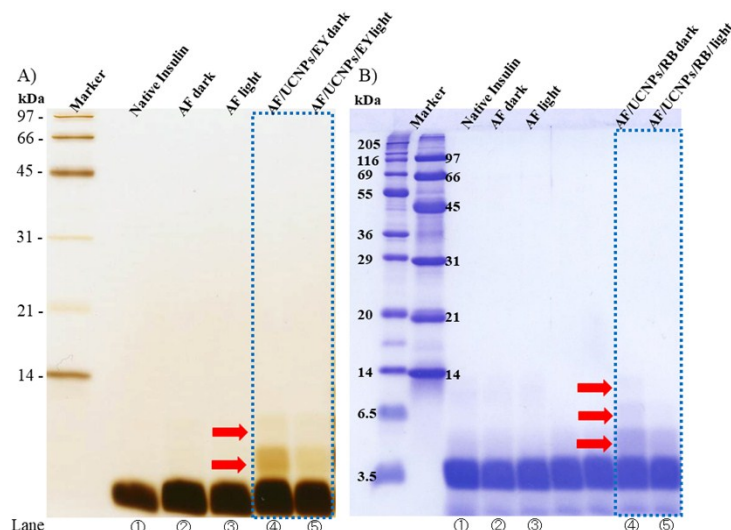 A)
kDa
Marker
Native Insulin
AF dark
AF light
AF/UCNPs/EY dark
AF/UCNPs/EY light
97 -
66 -
45 -
31 -
21 -
14 -
B)
kDa
Marker
Native Insulin
AF dark
AF light
AF/UCNPs/RB dark
AF/UCNPs/RB/light
205
116
69
55
36
29
20
14
6.5
3.5
97
66
45
31
21
14
Lane ① ② ③ ④ ⑤ ① ② ③ ④ ⑤